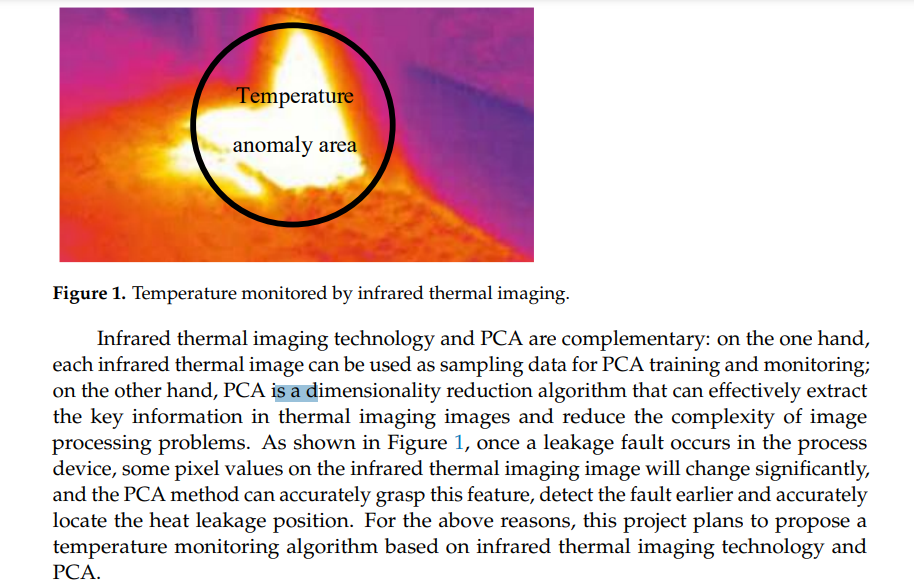 Temperature
anomaly area
Figure 1. Temperature monitored by infrared thermal imaging.
Infrared thermal imaging technology and PCA are complementary: on the one hand,
each infrared thermal image can be used as sampling data for PCA training and monitoring;
on the other hand, PCA is a dimensionality reduction algorithm that can effectively extract
the key information in thermal imaging images and reduce the complexity of image
processing problems. As shown in Figure 1, once a leakage fault occurs in the process
device, some pixel values on the infrared thermal imaging image will change significantly,
and the PCA method can accurately grasp this feature, detect the fault earlier and accurately
locate the heat leakage position. For the above reasons, this project plans to propose a
temperature monitoring algorithm based on infrared thermal imaging technology and
PCA.